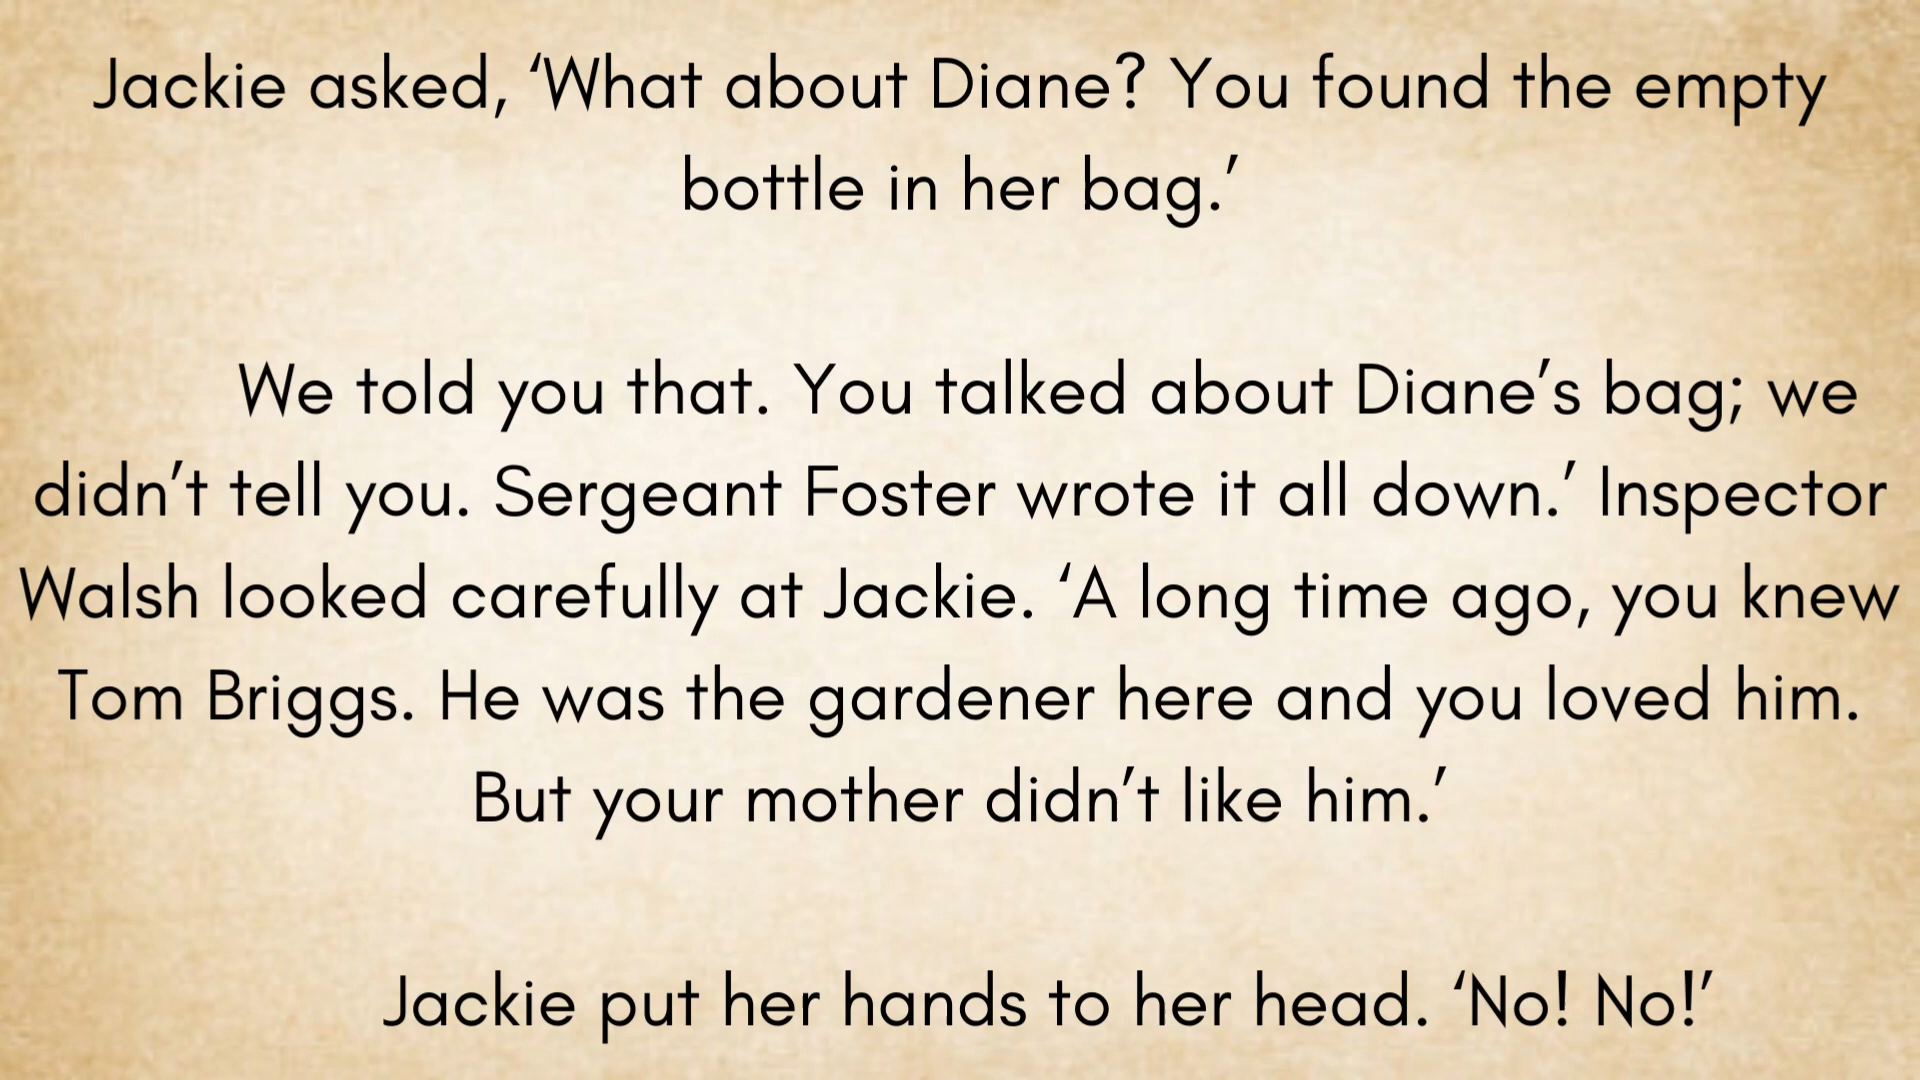 Jackie asked, ‘What about Diane? You found the empty
bottle in her bag.’
We told you that. You talked about Diane’s bag; we
didn’t tell you. Sergeant Foster wrote it all down.’ Inspector
Walsh looked carefully at Jackie. ‘A long time ago, you knew
Tom Briggs. He was the gardener here and you loved him.
But your mother didn’t like him.’
Jackie put her hands to her head. ‘No! No!’